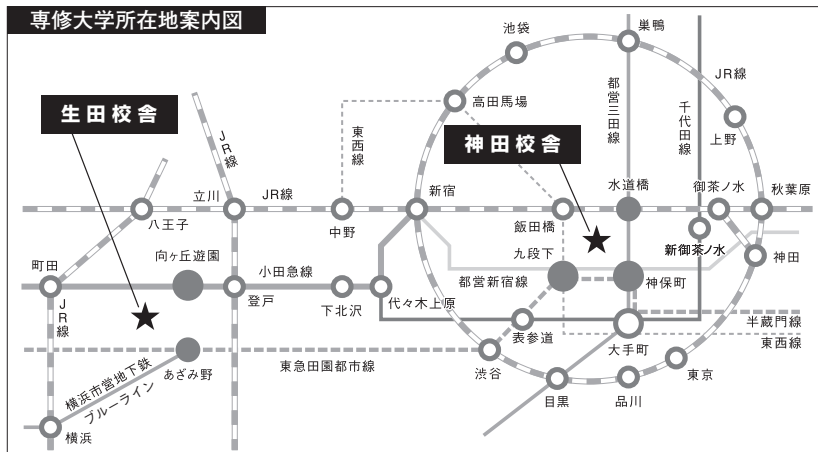 専修大学所在地案内図
池袋
巣鴨
JR線
生田校舎
高田馬場
都営三田線
千代田線
JR線
東西線
神田校舎
上野
立川
JR線
新宿
水道橋
御茶ノ水
秋葉原
八王子
中野
飯田橋
新御茶ノ水
町田
向ヶ丘遊園
小田急線
九段下
神田
JR線
登戸
下北沢
代々木上原
都営新宿線
神保町
表参道
大手町
半蔵門線
東西線
東急田園都市線
横浜市営地下鉄
ブルーライン
あざみ野
渋谷
東京
目黒
品川
横浜